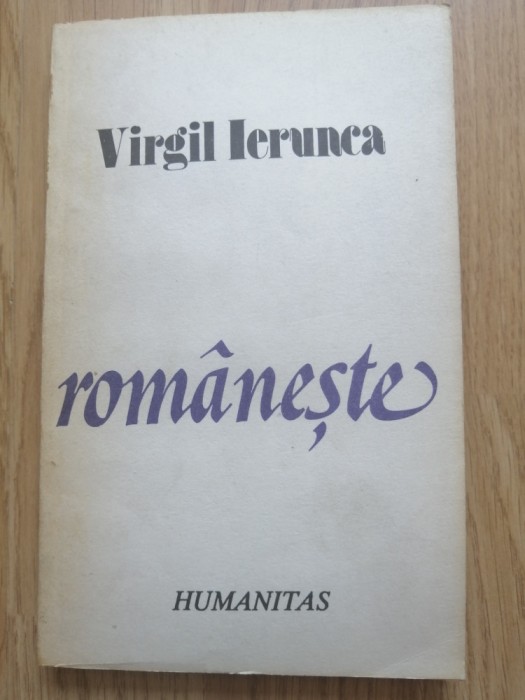 Virgil Ierunca
românește
HUMANITAS